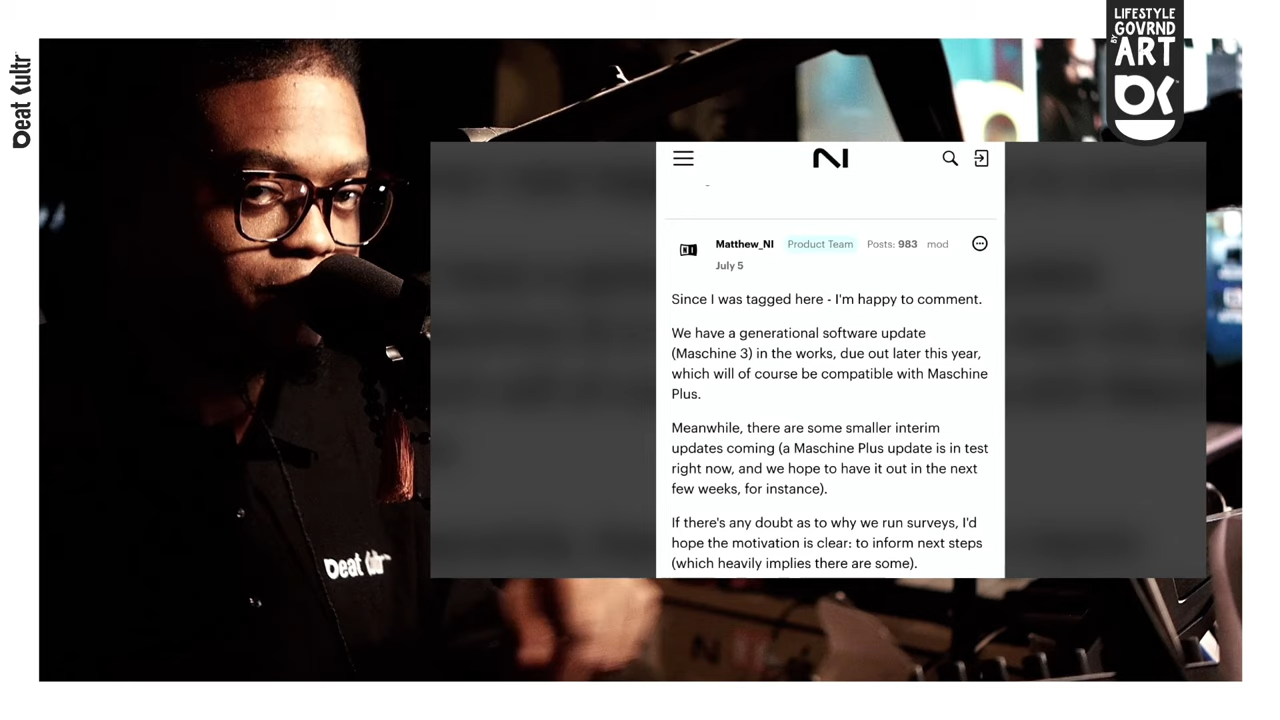 Beat Kultr
LIFESTYLE
GOVRND
BY
ART
NI
Matthew_NI Product Team Posts: 983 mod
July 5
Since I was tagged here - I'm happy to comment.
We have a generational software update
(Maschine 3) in the works, due out later this year,
which will of course be compatible with Maschine
Plus.
Meanwhile, there are some smaller interim
updates coming (a Maschine Plus update is in test
right now, and we hope to have it out in the next
few weeks, for instance).
If there's any doubt as to why we run surveys, I'd
hope the motivation is clear: to inform next steps
(which heavily implies there are some).
Beat Kultr